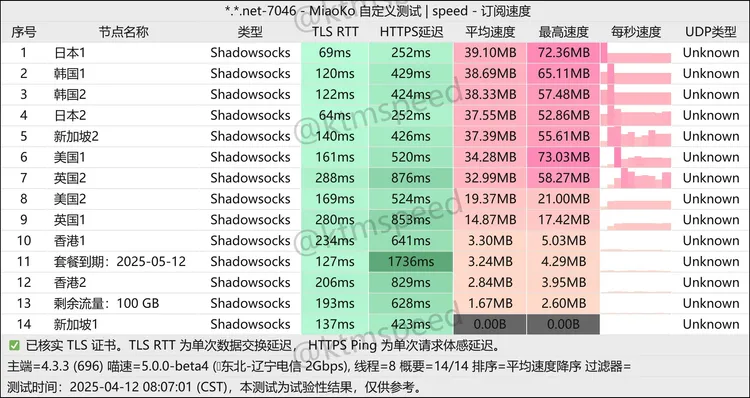 *.*.net-7046 - MiaoKo 自定义测试 | speed - 订阅速度
序号 节点名称 类型 TLS RTT HTTPS延迟 平均速度 最高速度 每秒速度 UDP类型
1 日本1 Shadowsocks 69ms 252ms 39.10MB 72.36MB Unknown
2 韩国1 Shadowsocks 120ms 429ms 38.69MB 65.11MB Unknown
3 韩国2 Shadowsocks 122ms 424ms 38.33MB 57.48MB Unknown
4 日本2 Shadowsocks 64ms 252ms 37.55MB 52.86MB Unknown
5 新加坡2 Shadowsocks 140ms 426ms 37.39MB 55.61MB Unknown
6 美国1 Shadowsocks 161ms 520ms 34.28MB 73.03MB Unknown
7 英国2 Shadowsocks 288ms 876ms 32.99MB 58.27MB Unknown
8 美国2 Shadowsocks 169ms 524ms 19.37MB 21.00MB Unknown
9 英国1 Shadowsocks 280ms 853ms 14.87MB 17.42MB Unknown
10 香港1 Shadowsocks 234ms 641ms 3.30MB 5.03MB Unknown
11 套餐到期：2025-05-12 Shadowsocks 127ms 1736ms 3.24MB 4.29MB Unknown
12 香港2 Shadowsocks 206ms 829ms 2.84MB 3.95MB Unknown
13 剩余流量：100 GB Shadowsocks 193ms 628ms 1.67MB 2.60MB Unknown
14 新加坡1 Shadowsocks 137ms 423ms 0.00B 0.00B Unknown
✅ 已核实 TLS 证书。TLS RTT 为单次数据交换延迟， HTTPS Ping 为单次请求体感延迟。
主端=4.3.3 (696) 喵速=5.0.0-beta4 (东北-辽宁电信 2Gbps), 线程=8 概要=14/14 排序=平均速度降序 过滤器=
测试时间：2025-04-12 08:07:01 (CST)，本测试为试验性结果，仅供参考。
@ktmspeed
@ktmspeed
@ktmspeed